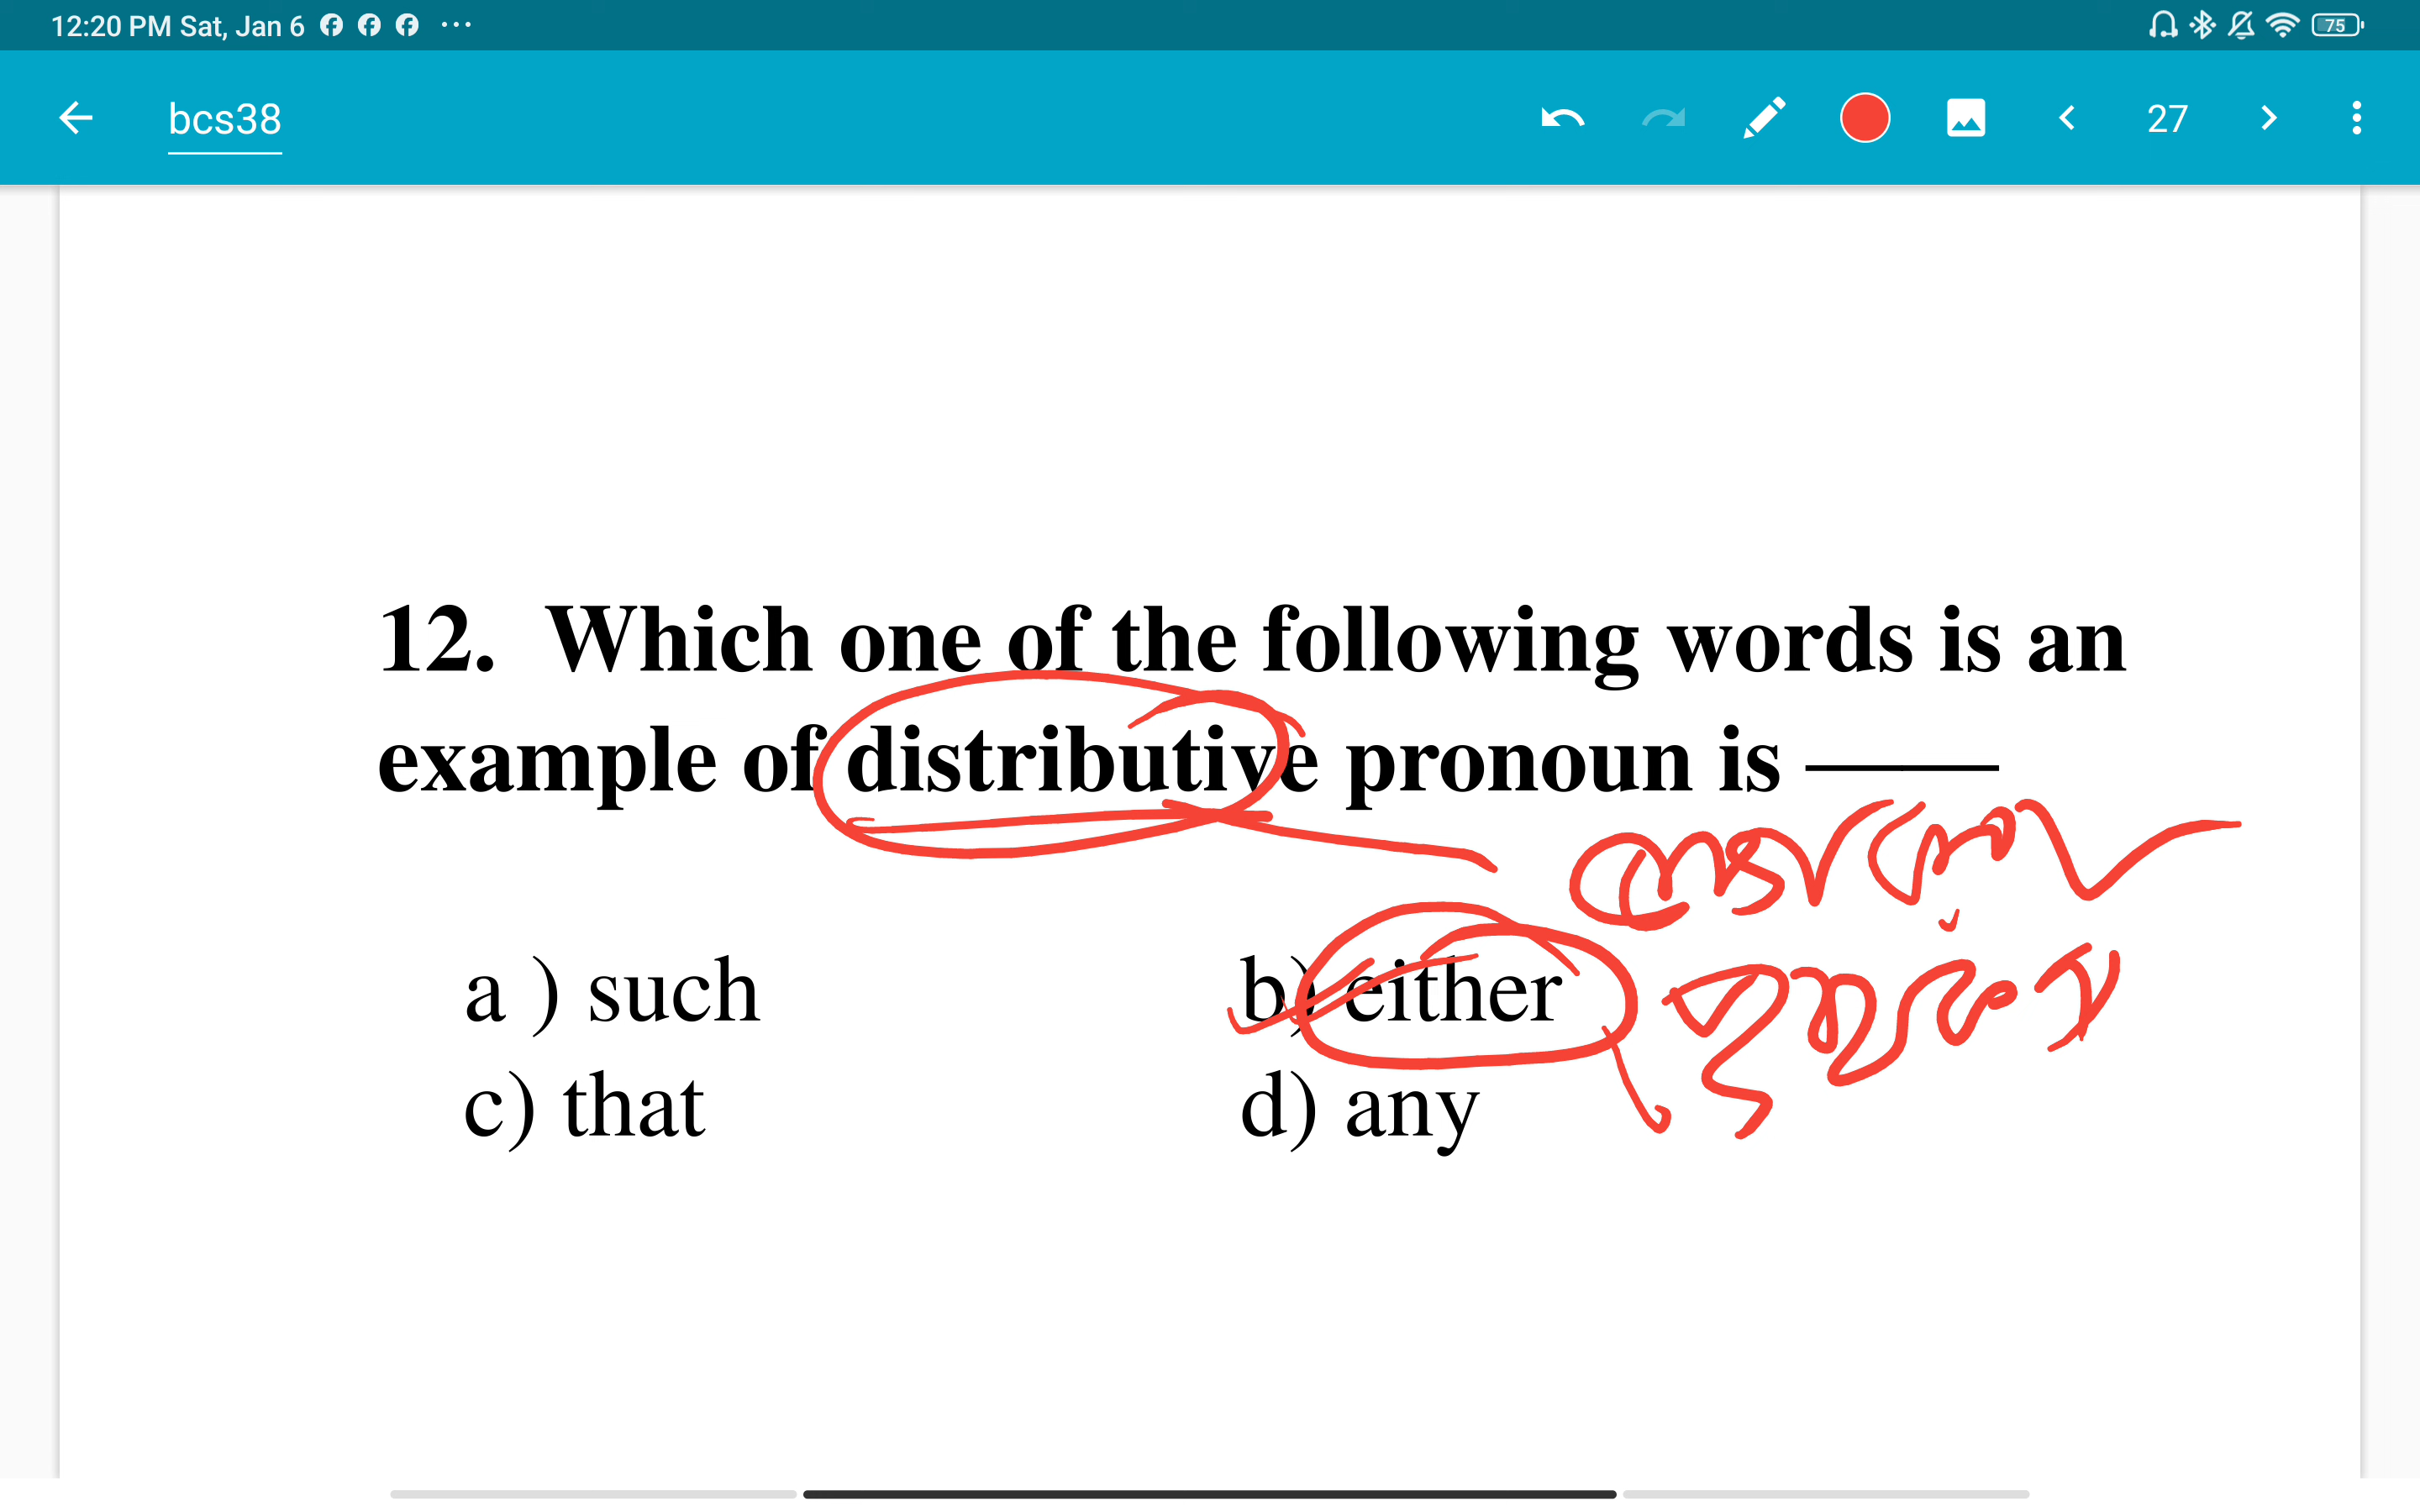 12:20 PM Sat, Jan 6
75
bcs38
27
12. Which one of the following words is an
example of distributive pronoun is ———
a ) such
b) either
c) that
d) any